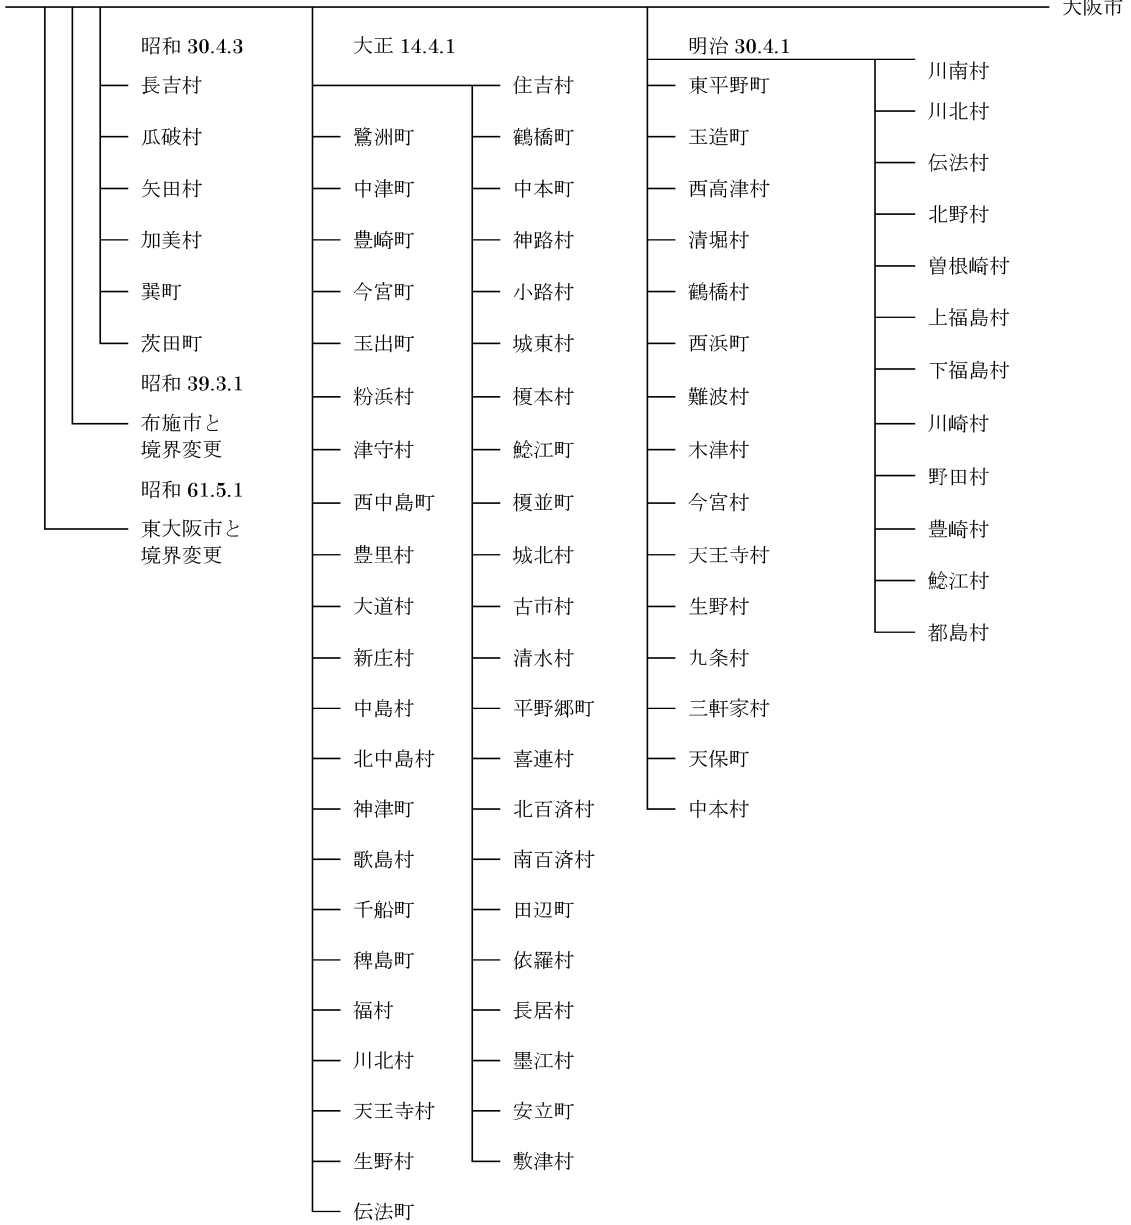 大阪市
昭和 30.4.3
長吉村
瓜破村
矢田村
加美村
巽町
茨田町
昭和 39.3.1
布施市と
境界変更
昭和 61.5.1
東大阪市と
境界変更
大正 14.4.1
鷺洲町
中津町
豊崎町
今宮町
玉出町
粉浜村
津守村
西中島町
豊里村
大道村
新庄村
中島村
北中島村
神津町
歌島村
千船町
稗島町
福村
川北村
天王寺村
生野村
伝法町
住吉村
鶴橋町
中本町
神路村
小路村
城東村
榎本村
鯰江町
榎並町
城北村
古市村
清水村
平野郷町
喜連村
北百済村
南百済村
田辺町
依羅村
長居村
墨江村
安立町
敷津村
明治 30.4.1
東平野町
玉造町
西高津村
清堀村
鶴橋村
西浜町
難波村
木津村
今宮村
天王寺村
生野村
九条村
三軒家村
天保町
中本村
川南村
川北村
伝法村
北野村
曽根崎村
上福島村
下福島村
川崎村
野田村
豊崎村
鯰江村
都島村